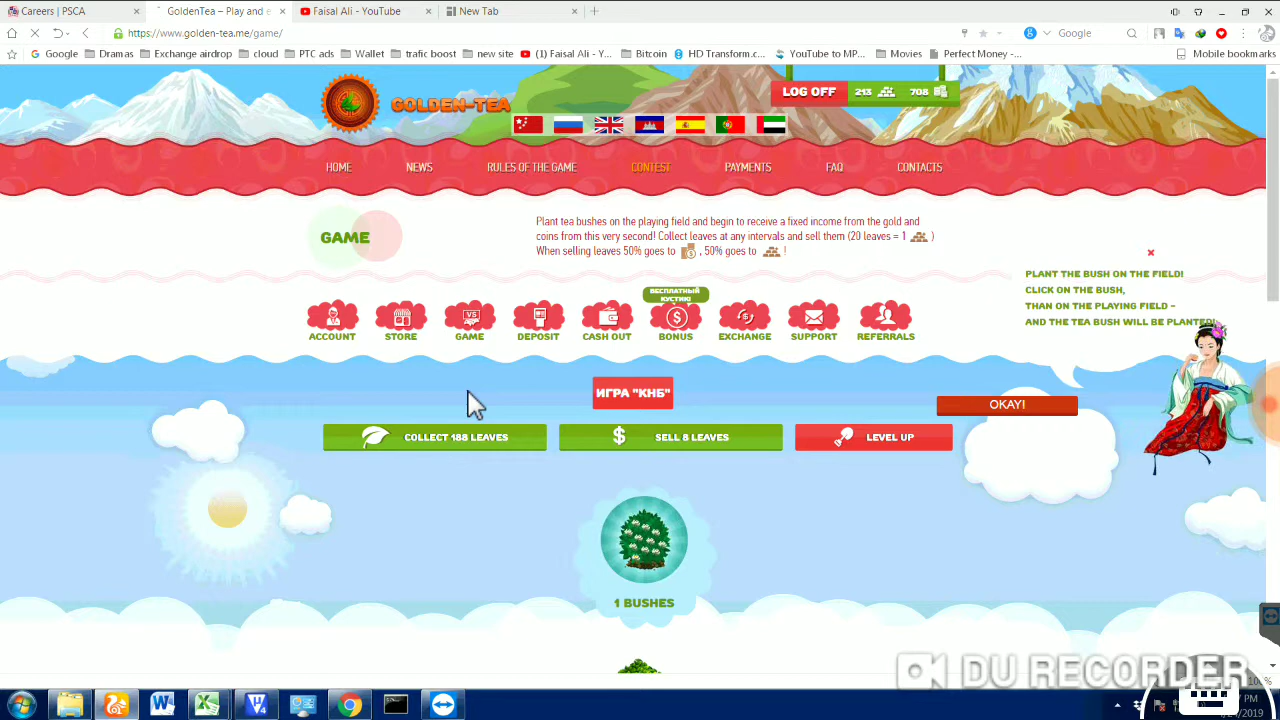 Careers | PSCA
GoldenTea – Play and e
Faisal Ali - YouTube
New Tab
https://www.golden-tea.me/game/
Google
Google
Dramas
Exchange airdrop
cloud
PTC ads
Wallet
trafic boost
new site
(1) Faisal Ali - Yo...
Bitcoin
HD Transform.c...
YouTube to MP...
Movies
Perfect Money -...
Mobile bookmarks
GOLDEN-TEA
LOG OFF
213
708
HOME
NEWS
RULES OF THE GAME
CONTEST
PAYMENTS
FAQ
CONTACTS
GAME
Plant tea bushes on the playing field and begin to receive a fixed income from the gold and
coins from this very second! Collect leaves at any intervals and sell them (20 leaves = 1 )
When selling leaves 50% goes to , 50% goes to !
PLANT THE BUSH ON THE FIELD!
CLICK ON THE BUSH,
THAN ON THE PLAYING FIELD –
AND THE TEA BUSH WILL BE PLANTED!
OKAY!
БЕСПЛАТНЫЙ
КУСТИК!
VS
ACCOUNT
STORE
GAME
DEPOSIT
CASH OUT
BONUS
EXCHANGE
SUPPORT
REFERRALS
ИГРА "КНБ"
COLLECT 188 LEAVES
SELL 8 LEAVES
LEVEL UP
1 BUSHES
DU RECORDER
100%